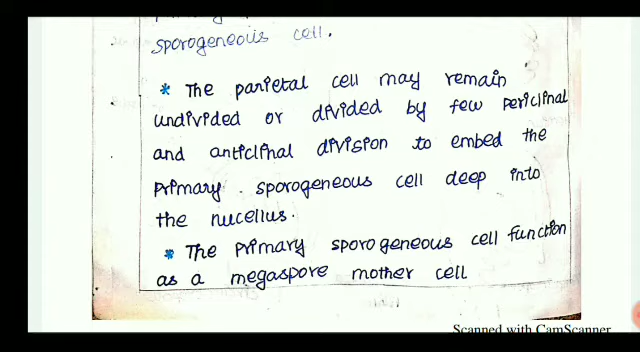 sporogeneous cell.
* The parietal cell may remain
undivided or divided by few periclinal
and anticlinal division to embed the
primary sporogeneous cell deep into
the nucellus.
* The primary sporogeneous cell function
as a megaspore mother cell
Scanned with CamScanner